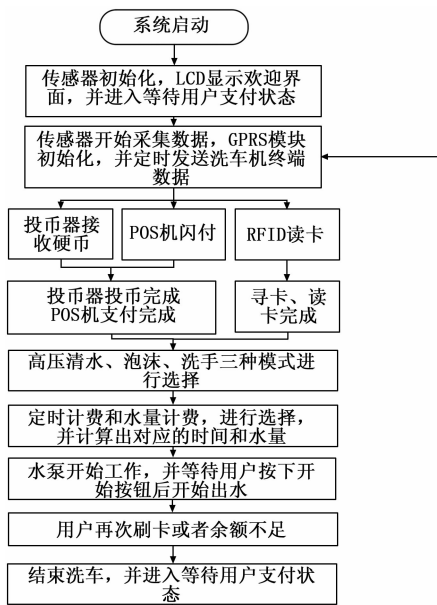 系统启动
传感器初始化，LCD显示欢迎界
面，并进入等待用户支付状态
传感器开始采集数据，GPRS模块
初始化，并定时发送洗车机终端
数据
投币器接
收硬币
POS机闪付
RFID读卡
投币器投币完成
POS机支付完成
寻卡、读
卡完成
高压清水、泡沫、洗手三种模式进
行选择
定时计费和水量计费，进行选择，
并计算出对应的时间和水量
水泵开始工作，并等待用户按下开
始按钮后开始出水
用户再次刷卡或者余额不足
结束洗车，并进入等待用户支付状
态